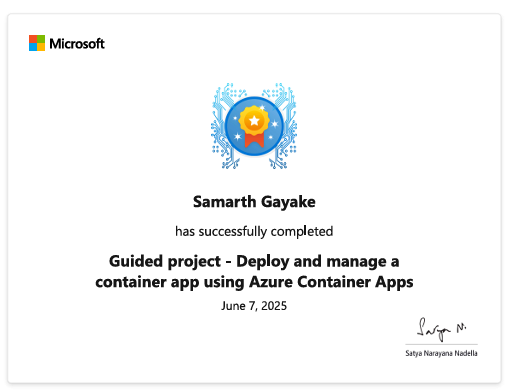 Microsoft
Samarth Gayake
has successfully completed
Guided project - Deploy and manage a
container app using Azure Container Apps
June 7, 2025
Satya N.
Satya Narayana Nadella